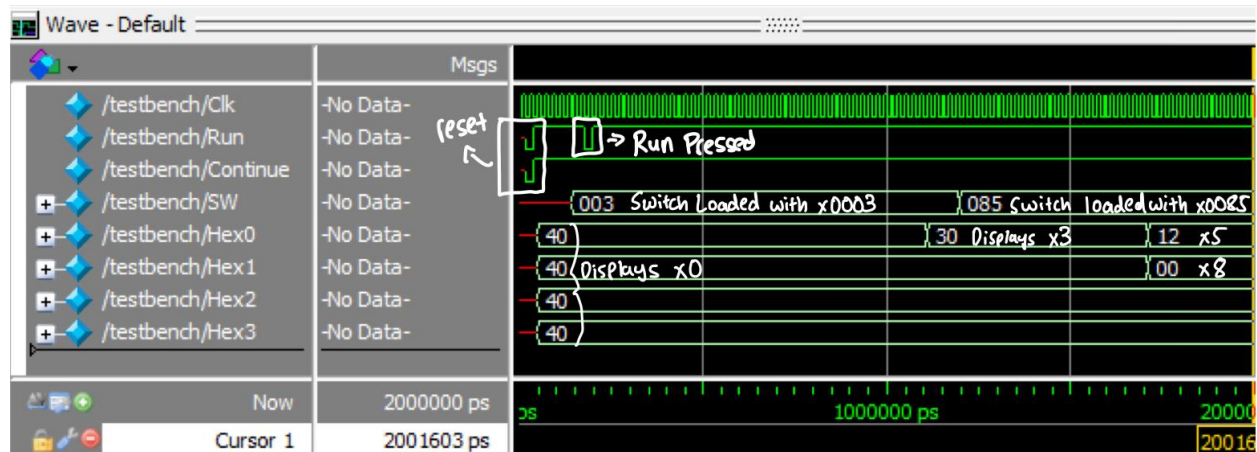 Wave - Default
Msgs
/testbench/Clk -No Data-
/testbench/Run -No Data- reset → Run Pressed
/testbench/Continue -No Data-
/testbench/SW -No Data- 003 Switch Loaded with x0003 085 Switch loaded with x0085
/testbench/Hex0 -No Data- 40 30 Displays x3 12 x5
/testbench/Hex1 -No Data- 40 Displays x0 00 x8
/testbench/Hex2 -No Data- 40
/testbench/Hex3 -No Data- 40
Now 2000000 ps ps 1000000 ps 20000
Cursor 1 2001603 ps 20016